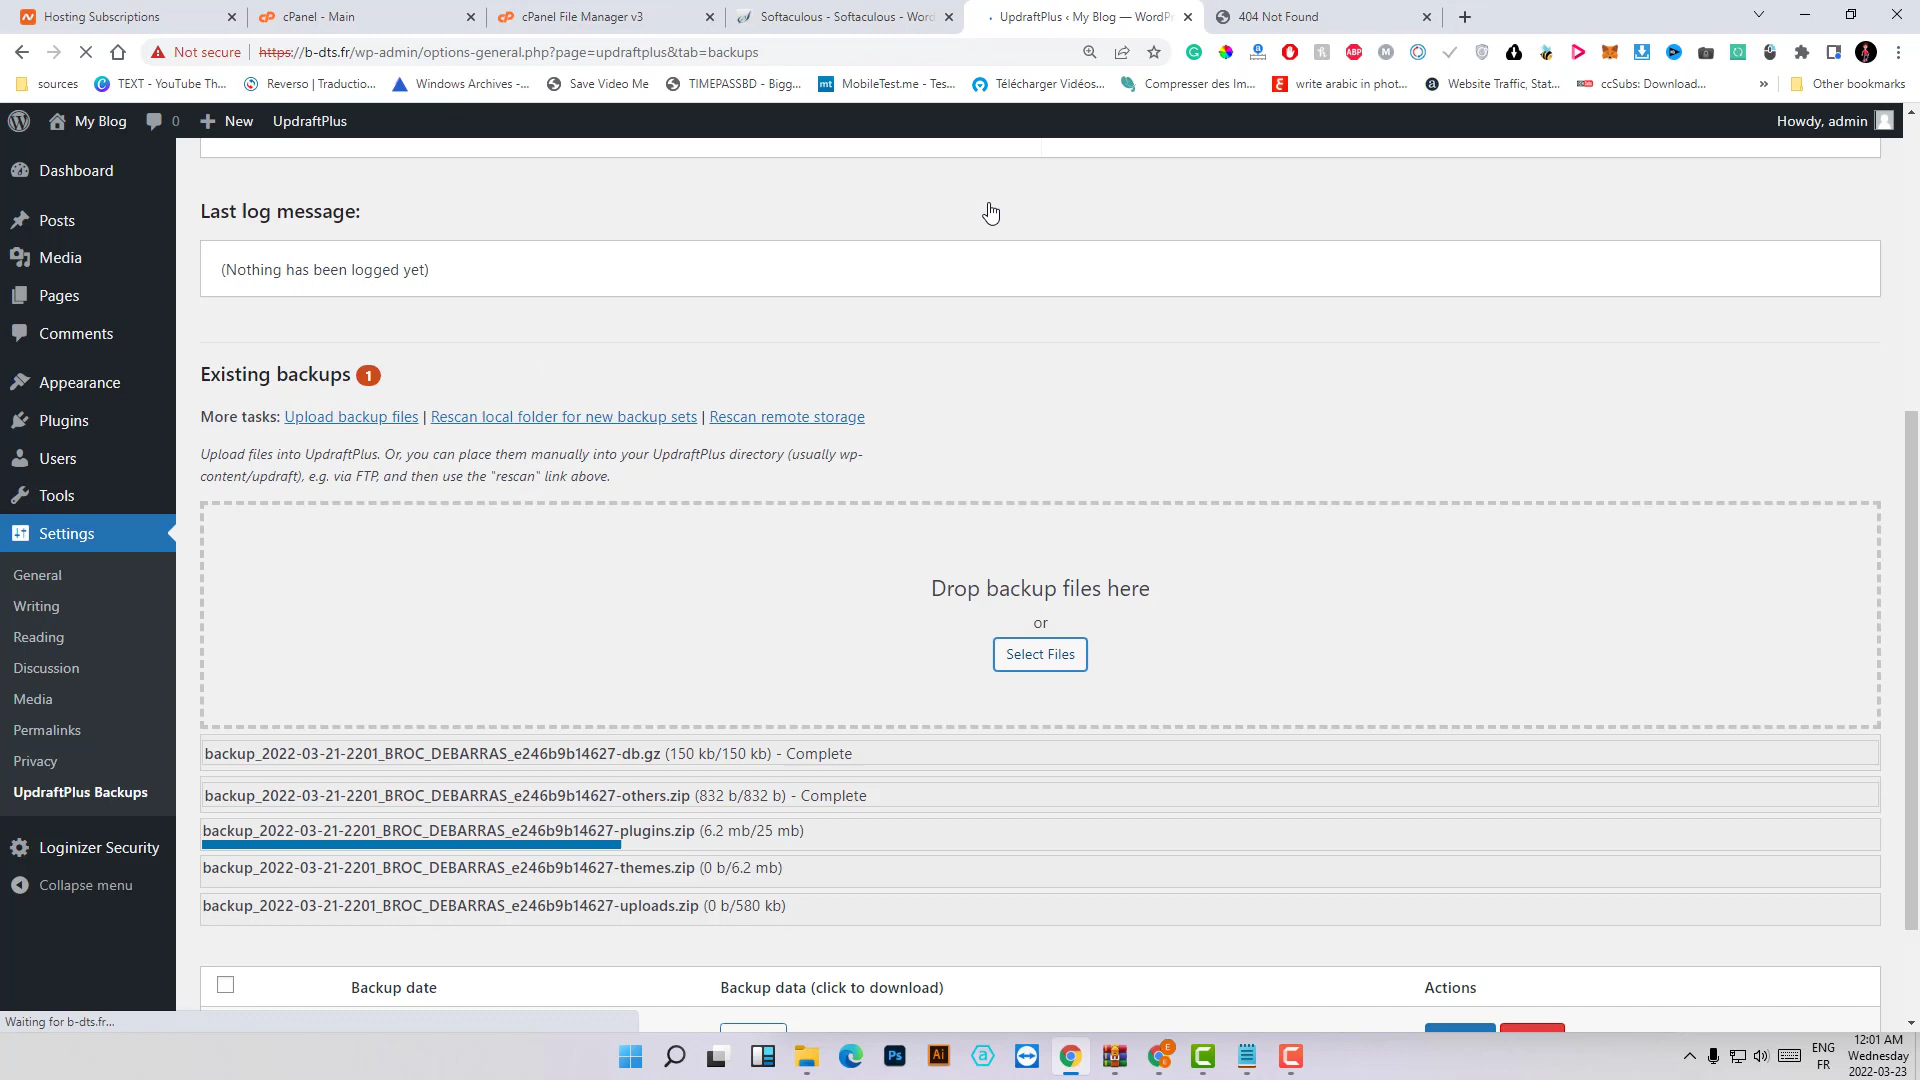 Hosting Subscriptions
cPanel - Main
cPanel File Manager v3
Softaculous - Softaculous - Word
UpdraftPlus ‹ My Blog — WordPr
404 Not Found
Not secure
https://b-dts.fr/wp-admin/options-general.php?page=updraftplus&tab=backups
sources
TEXT - YouTube Th...
Reverso | Traductio...
Windows Archives -...
Save Video Me
TIMEPASSBD - Bigg...
MobileTest.me - Tes...
Télécharger Vidéos...
Compresser des Im...
write arabic in phot...
Website Traffic, Stat...
ccSubs: Download...
»
Other bookmarks
My Blog
0
New
UpdraftPlus
Howdy, admin
Dashboard
Posts
Media
Pages
Comments
Appearance
Plugins
Users
Tools
Settings
General
Writing
Reading
Discussion
Media
Permalinks
Privacy
UpdraftPlus Backups
Loginizer Security
Collapse menu
Last log message:
(Nothing has been logged yet)
Existing backups 1
More tasks: Upload backup files | Rescan local folder for new backup sets | Rescan remote storage
Upload files into UpdraftPlus. Or, you can place them manually into your UpdraftPlus directory (usually wp-
content/updraft), e.g. via FTP, and then use the "rescan" link above.
Drop backup files here
or
Select Files
backup_2022-03-21-2201_BROC_DEBARRAS_e246b9b14627-db.gz (150 kb/150 kb) - Complete
backup_2022-03-21-2201_BROC_DEBARRAS_e246b9b14627-others.zip (832 b/832 b) - Complete
backup_2022-03-21-2201_BROC_DEBARRAS_e246b9b14627-plugins.zip (6.2 mb/25 mb)
backup_2022-03-21-2201_BROC_DEBARRAS_e246b9b14627-themes.zip (0 b/6.2 mb)
backup_2022-03-21-2201_BROC_DEBARRAS_e246b9b14627-uploads.zip (0 b/580 kb)
Backup date
Backup data (click to download)
Actions
Waiting for b-dts.fr...
ENG
FR
12:01 AM
Wednesday
2022-03-23